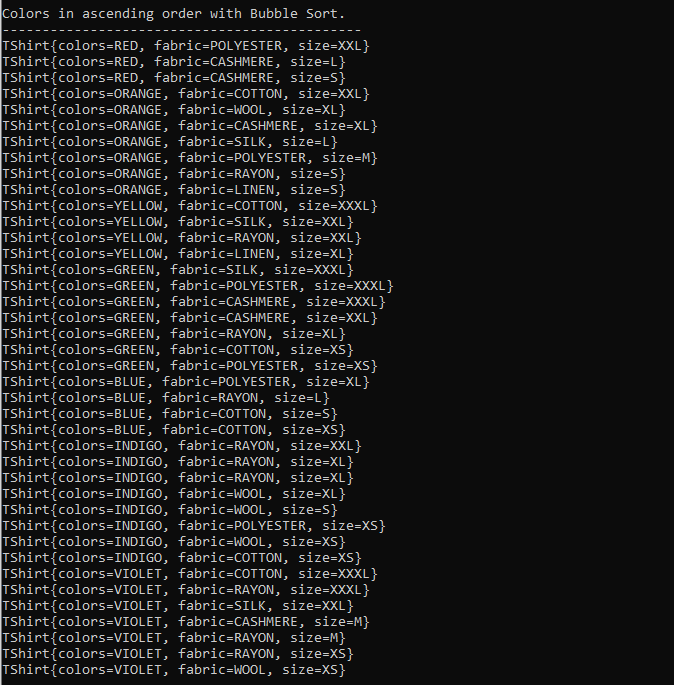 Colors in ascending order with Bubble Sort.
---------------------------------------------
TShirt{colors=RED, fabric=POLYESTER, size=XXL}
TShirt{colors=RED, fabric=CASHMERE, size=L}
TShirt{colors=RED, fabric=CASHMERE, size=S}
TShirt{colors=ORANGE, fabric=COTTON, size=XXL}
TShirt{colors=ORANGE, fabric=WOOL, size=XL}
TShirt{colors=ORANGE, fabric=CASHMERE, size=XL}
TShirt{colors=ORANGE, fabric=SILK, size=L}
TShirt{colors=ORANGE, fabric=POLYESTER, size=M}
TShirt{colors=ORANGE, fabric=RAYON, size=S}
TShirt{colors=ORANGE, fabric=LINEN, size=S}
TShirt{colors=YELLOW, fabric=COTTON, size=XXXL}
TShirt{colors=YELLOW, fabric=SILK, size=XXL}
TShirt{colors=YELLOW, fabric=RAYON, size=XXL}
TShirt{colors=YELLOW, fabric=LINEN, size=XL}
TShirt{colors=GREEN, fabric=SILK, size=XXXL}
TShirt{colors=GREEN, fabric=POLYESTER, size=XXXL}
TShirt{colors=GREEN, fabric=CASHMERE, size=XXXL}
TShirt{colors=GREEN, fabric=CASHMERE, size=XXL}
TShirt{colors=GREEN, fabric=RAYON, size=XL}
TShirt{colors=GREEN, fabric=COTTON, size=XS}
TShirt{colors=GREEN, fabric=POLYESTER, size=XS}
TShirt{colors=BLUE, fabric=POLYESTER, size=XL}
TShirt{colors=BLUE, fabric=RAYON, size=L}
TShirt{colors=BLUE, fabric=COTTON, size=S}
TShirt{colors=BLUE, fabric=COTTON, size=XS}
TShirt{colors=INDIGO, fabric=RAYON, size=XXL}
TShirt{colors=INDIGO, fabric=RAYON, size=XL}
TShirt{colors=INDIGO, fabric=RAYON, size=XL}
TShirt{colors=INDIGO, fabric=WOOL, size=XL}
TShirt{colors=INDIGO, fabric=WOOL, size=S}
TShirt{colors=INDIGO, fabric=POLYESTER, size=XS}
TShirt{colors=INDIGO, fabric=WOOL, size=XS}
TShirt{colors=INDIGO, fabric=COTTON, size=XS}
TShirt{colors=VIOLET, fabric=COTTON, size=XXXL}
TShirt{colors=VIOLET, fabric=RAYON, size=XXXL}
TShirt{colors=VIOLET, fabric=SILK, size=XXL}
TShirt{colors=VIOLET, fabric=CASHMERE, size=M}
TShirt{colors=VIOLET, fabric=RAYON, size=M}
TShirt{colors=VIOLET, fabric=RAYON, size=XS}
TShirt{colors=VIOLET, fabric=WOOL, size=XS}